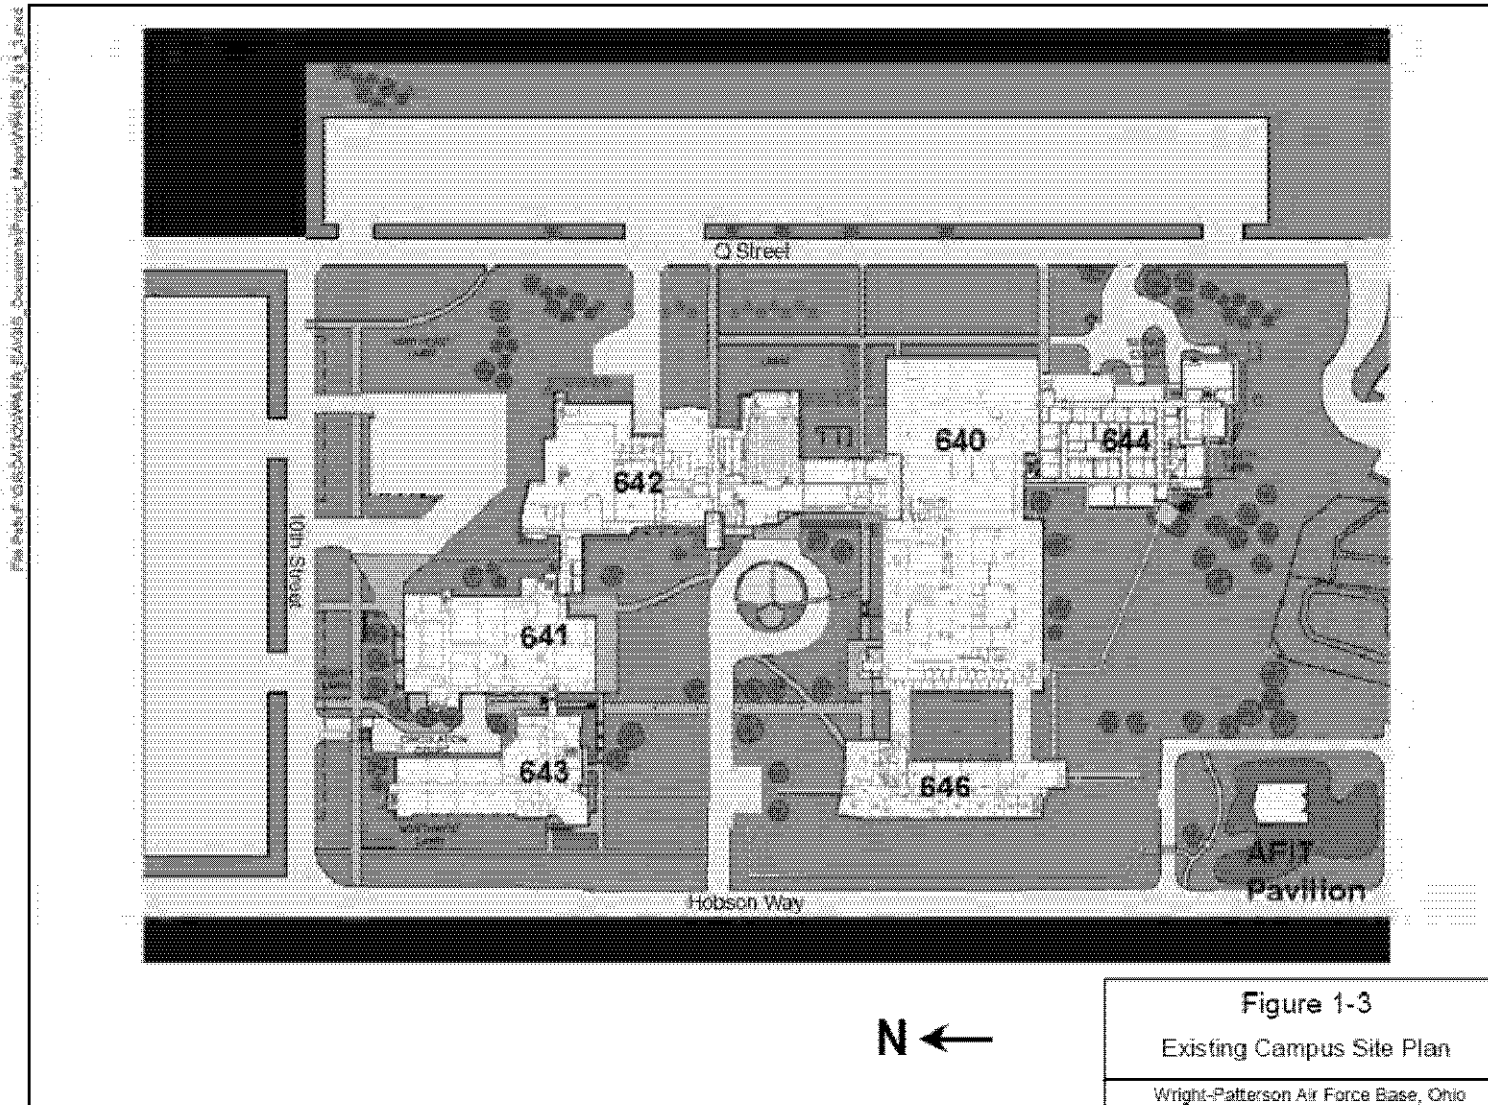 Q Street
640
644
642
10th Street
641
643
646
AFIT
Pavilion
Hobson Way
N
Figure 1-3
Existing Campus Site Plan
Wright-Patterson Air Force Base, Ohio